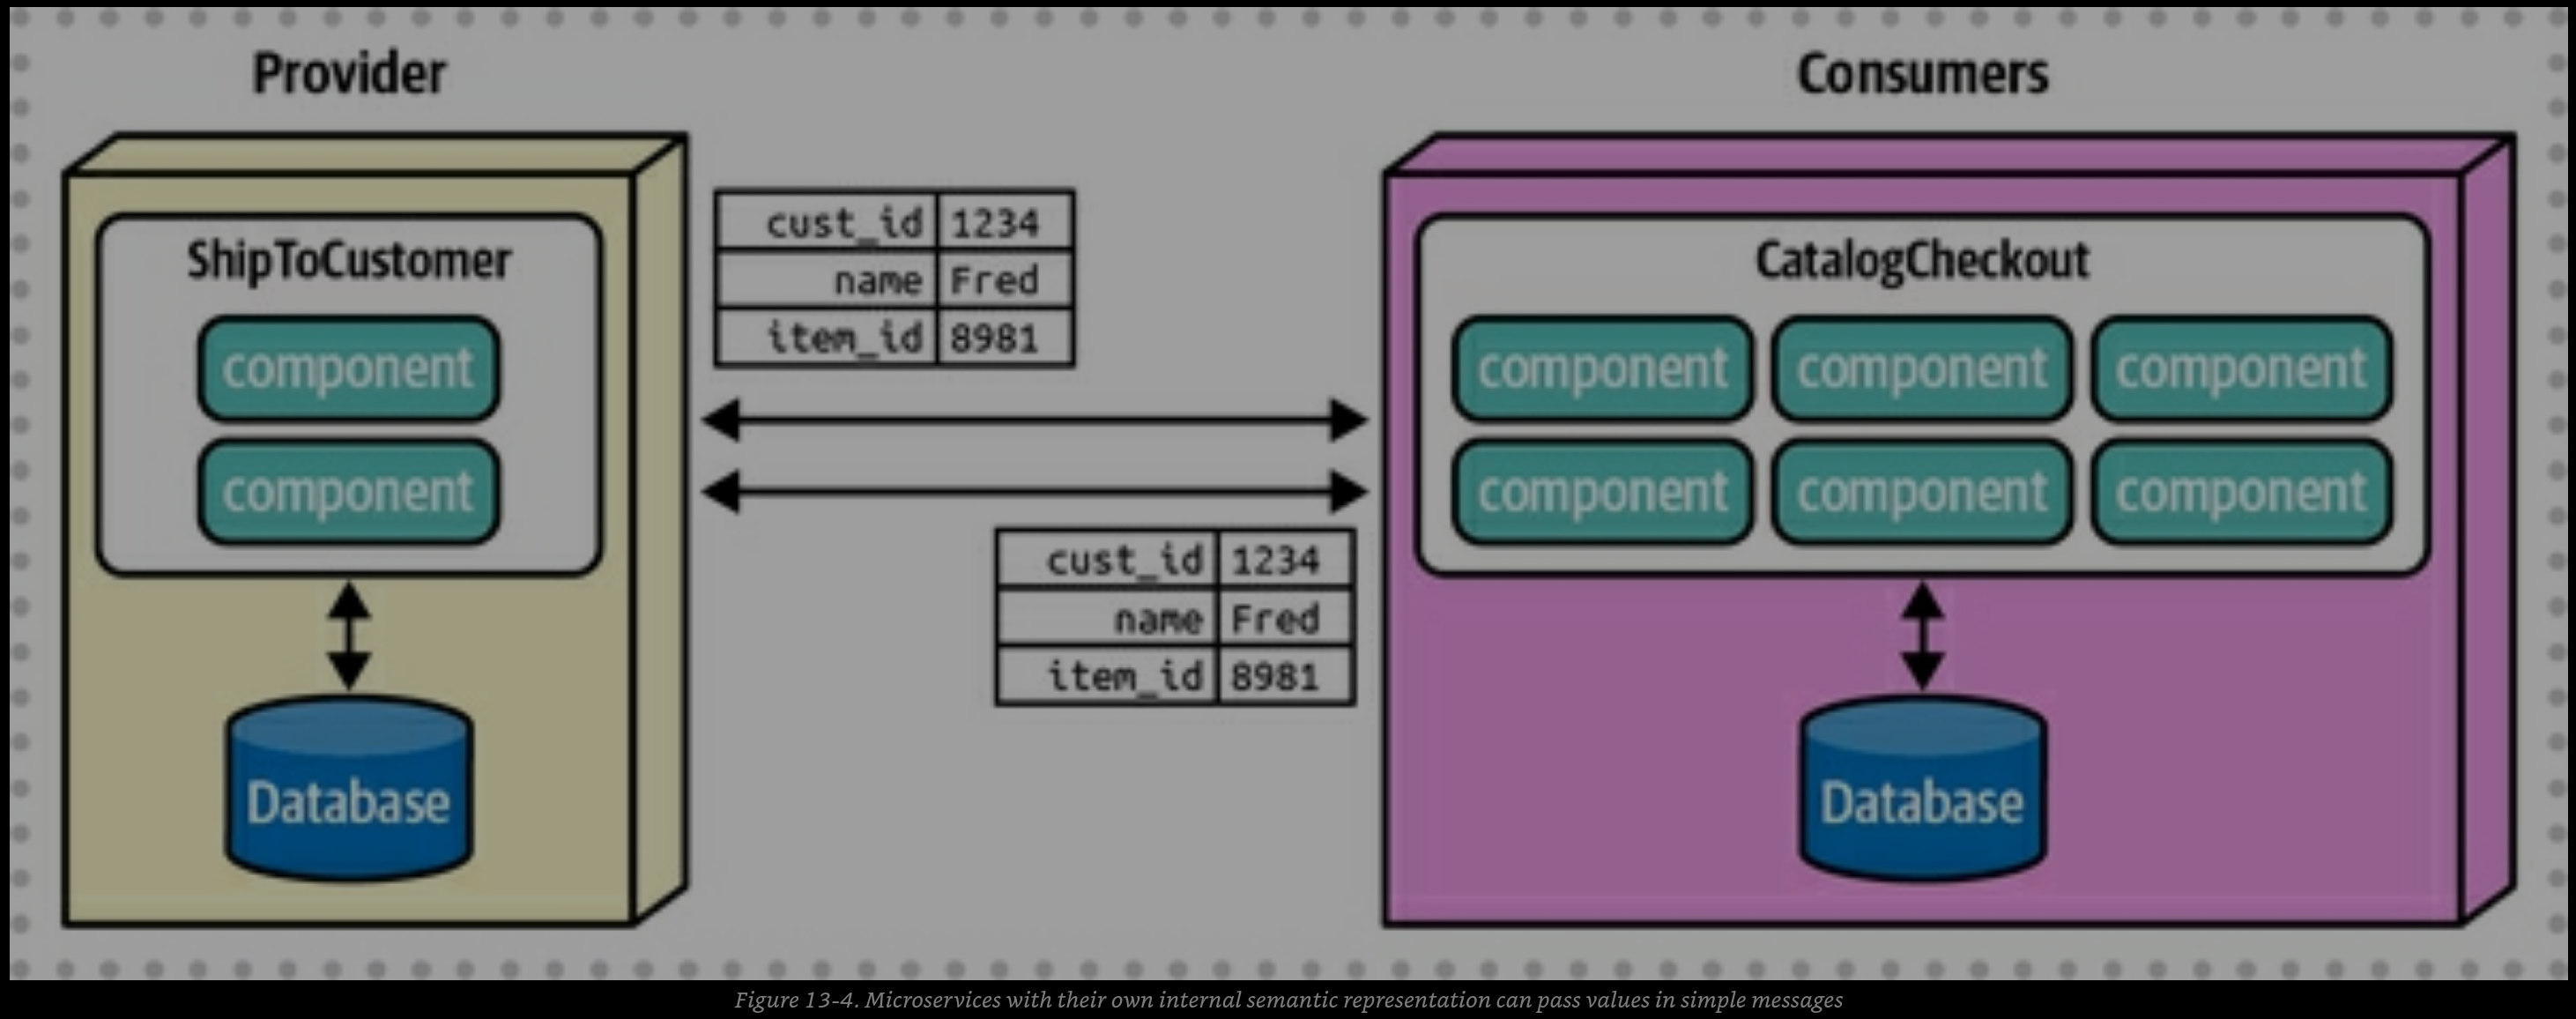 Provider
Consumers
ShipToCustomer
component
component
Database
cust_id 1234
name Fred
item_id 8981
cust_id 1234
name Fred
item_id 8981
CatalogCheckout
component component component
component component component
Database
Figure 13-4. Microservices with their own internal semantic representation can pass values in simple messages